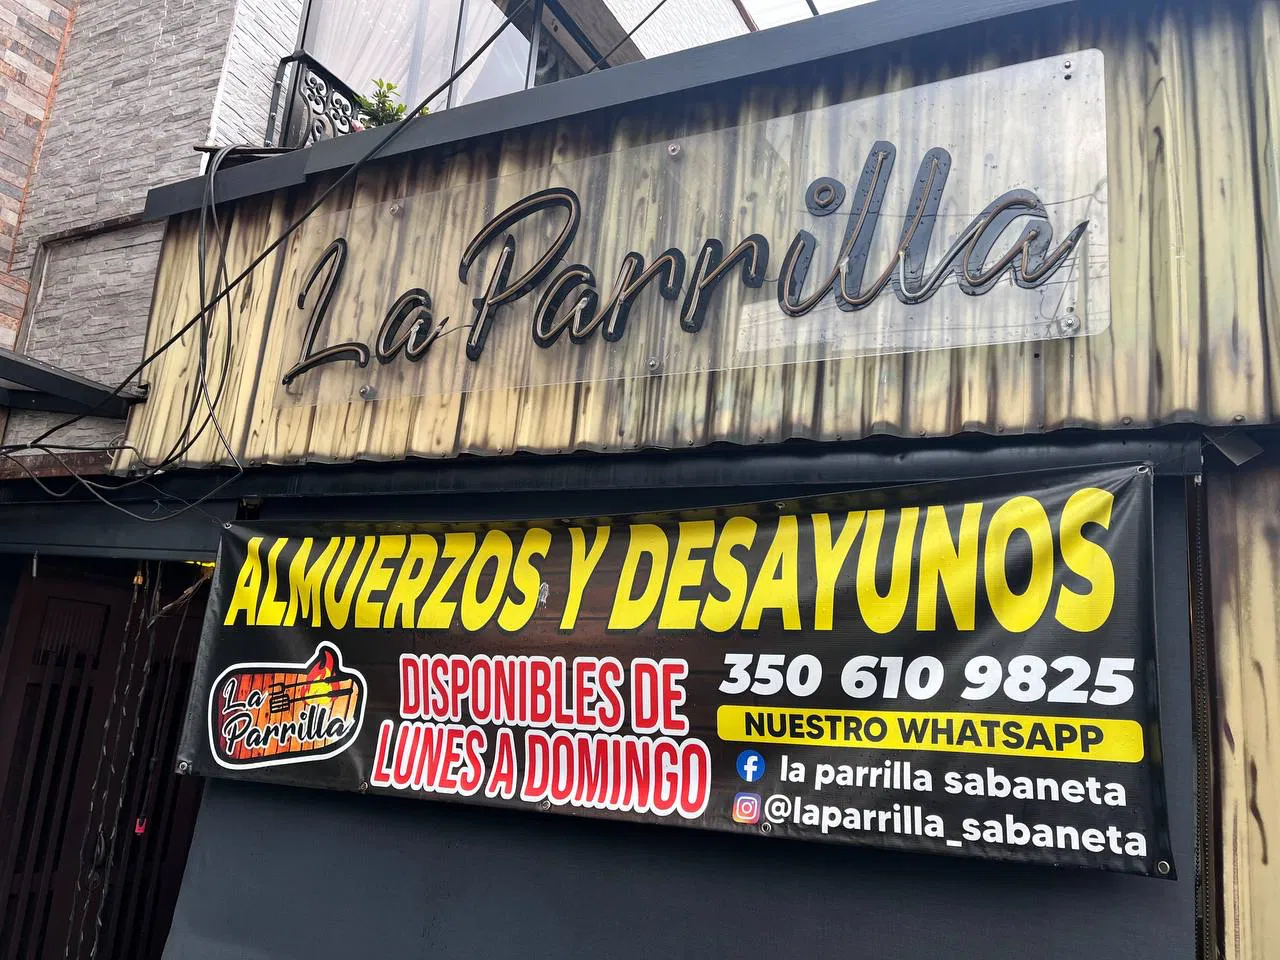 La Parrilla
ALMUERZOS Y DESAYUNOS
La
Parrilla
DISPONIBLES DE
LUNES A DOMINGO
350 610 9825
NUESTRO WHATSAPP
la parrilla sabaneta
@laparrilla_sabaneta